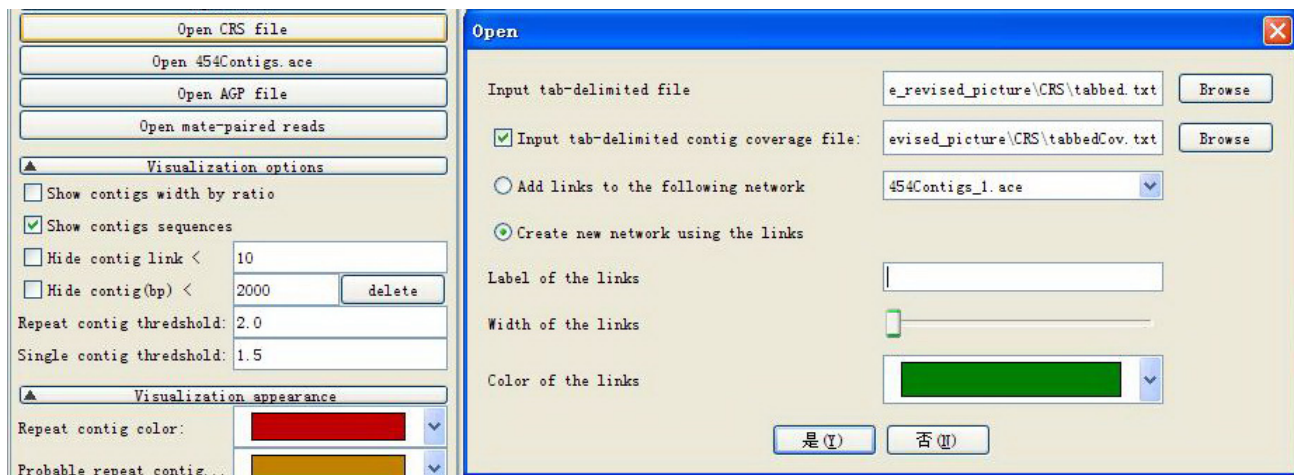 Open CRS file
Open 454Contigs.ace
Open AGP file
Open mate-paired reads
Visualization options
Show contigs width by ratio
Show contigs sequences
Hide contig link < 10
Hide contig(bp) < 2000 delete
Repeat contig thredshold: 2.0
Single contig thredshold: 1.5
Visualization appearance
Repeat contig color:
Probable repeat contig...
Open
Input tab-delimited file e_revised_picture\CRS\tabbed.txt Browse
Input tab-delimited contig coverage file: evised_picture\CRS\tabbedCov.txt Browse
Add links to the following network 454Contigs_1.ace
Create new network using the links
Label of the links
Width of the links
Color of the links
是(Y) 否(N)